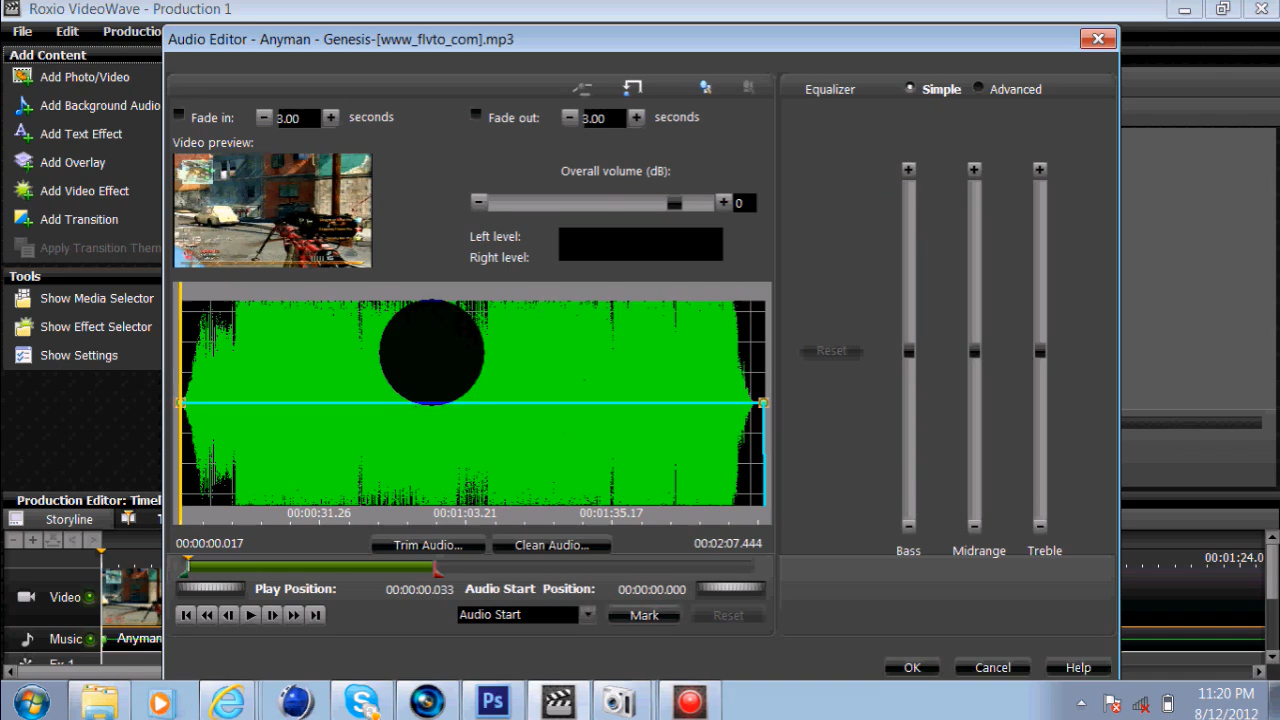 Roxio VideoWave - Production 1
File Edit Productio
Audio Editor - Anyman - Genesis-[www_flvto_com].mp3
Add Content
Add Photo/Video
Add Background Audio
Add Text Effect
Add Overlay
Add Video Effect
Add Transition
Apply Transition Them
Tools
Show Media Selector
Show Effect Selector
Show Settings
Equalizer Simple Advanced
Fade in: 3.00 seconds Fade out: 3.00 seconds
Video preview:
Overall volume (dB):
0
Left level:
Right level:
Reset
00:00:31.26 00:01:03.21 00:01:35.17
00:00:00.017 Trim Audio... Clean Audio... 00:02:07.444
Bass Midrange Treble
Play Position: 00:00:00.033 Audio Start Position: 00:00:00.000
Audio Start Mark Reset
OK Cancel Help
Production Editor: Timel
Storyline T
00:01:24.0
Video
Music Anyman
Fx 1
Ps
11:20 PM
8/12/2012